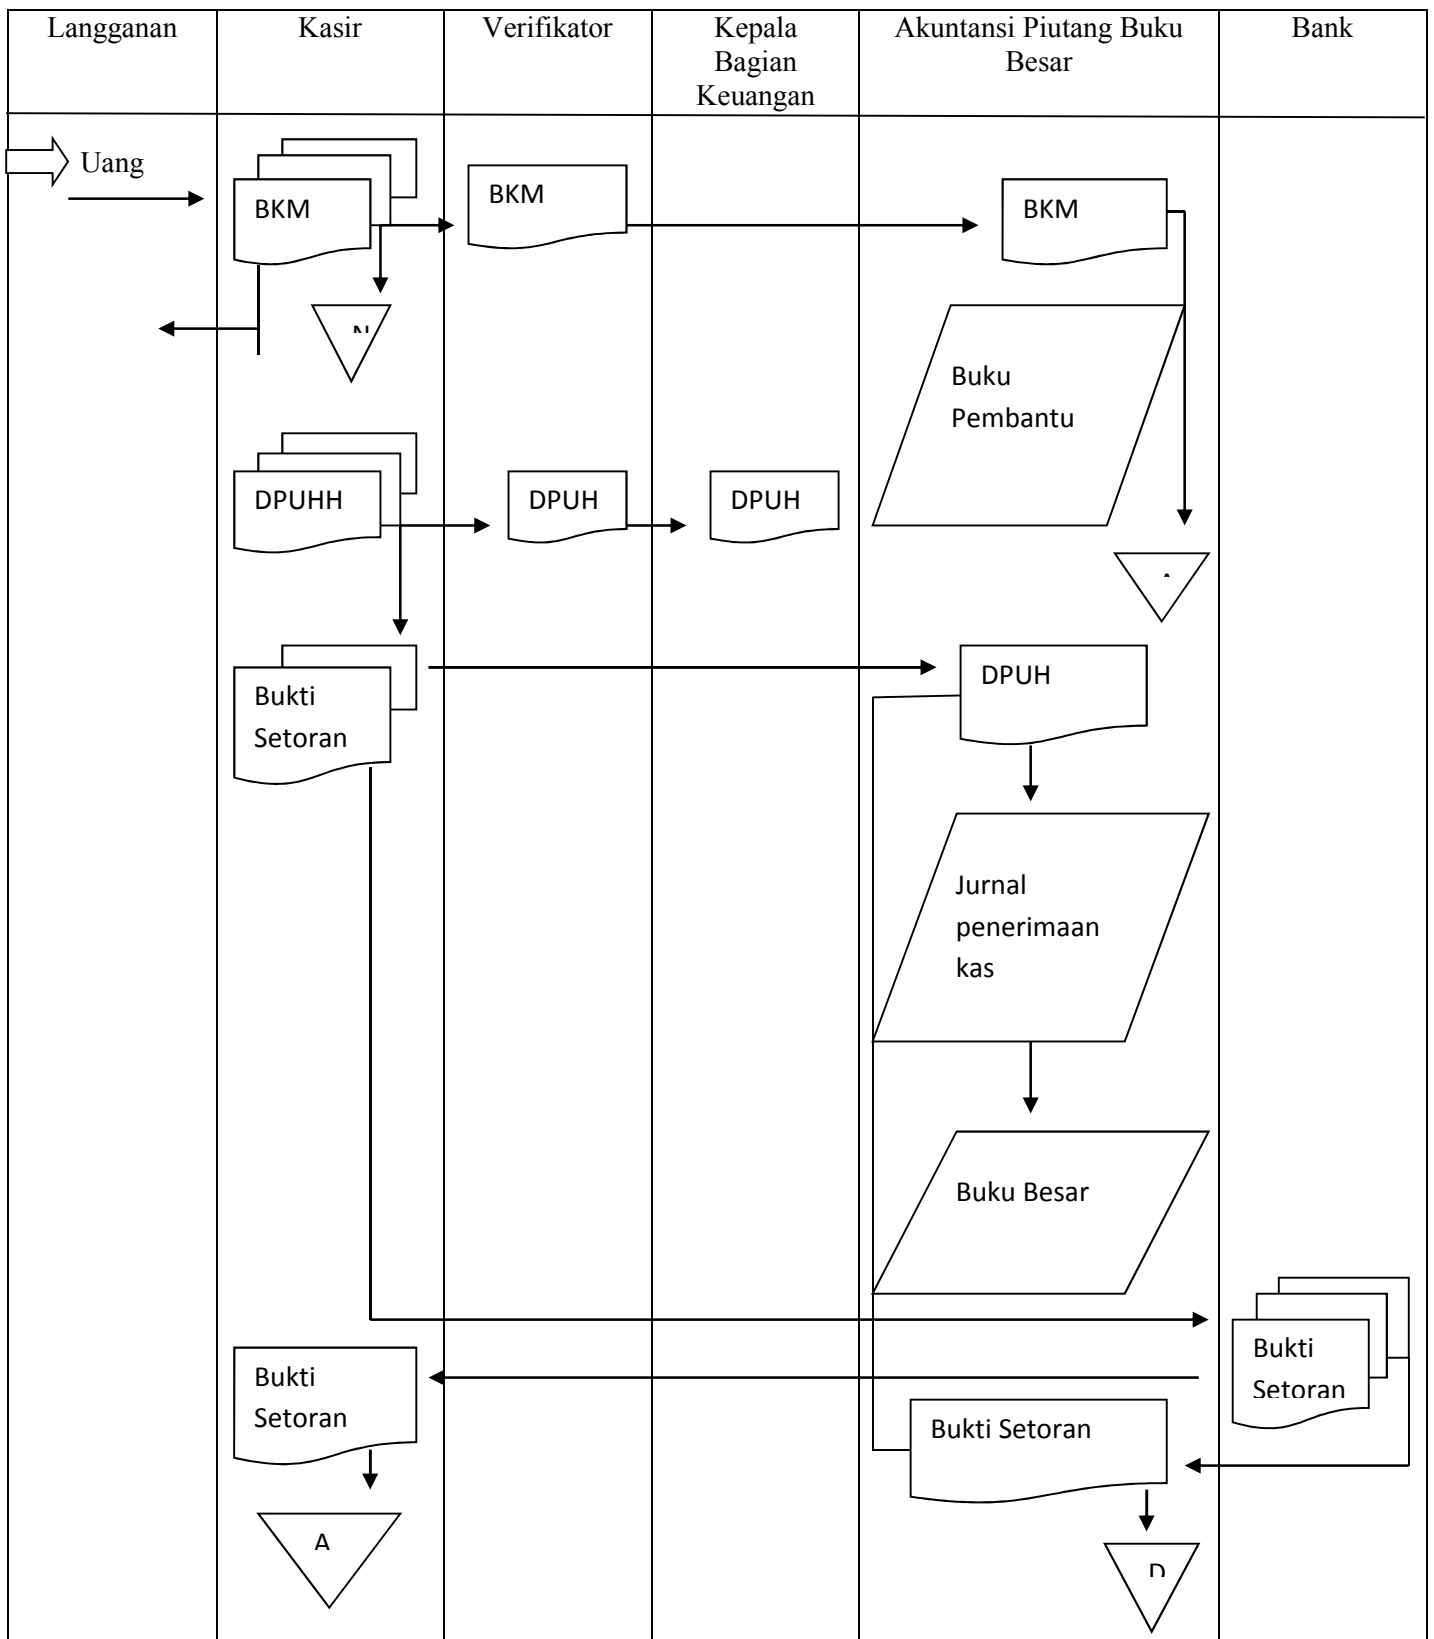 Langganan
Kasir
Verifikator
Kepala
Bagian
Keuangan
Akuntansi Piutang Buku
Besar
Bank
Uang
BKM
BKM
BKM
N
Buku
Pembantu
DPUHH
DPUH
DPUH
Bukti
Setoran
DPUH
Jurnal
penerimaan
kas
Buku Besar
Bukti
Setoran
Bukti
Setoran
Bukti Setoran
A
D